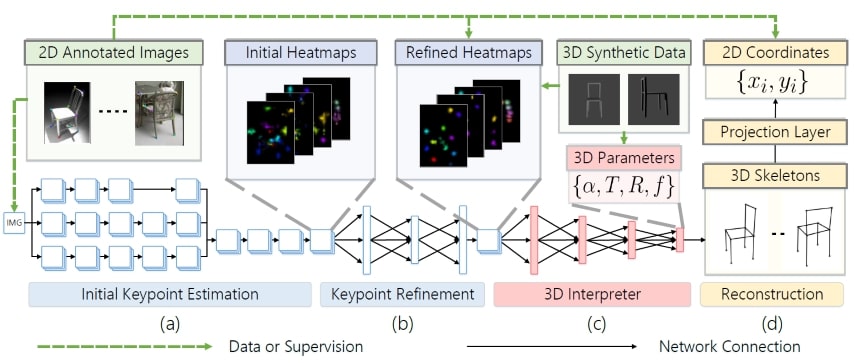 2D Annotated Images
Initial Heatmaps
Refined Heatmaps
3D Synthetic Data
2D Coordinates
{x_i, y_i}
Projection Layer
3D Parameters
{α, T, R, f}
3D Skeletons
IMG
Initial Keypoint Estimation
Keypoint Refinement
3D Interpreter
Reconstruction
(a)
(b)
(c)
(d)
Data or Supervision
Network Connection